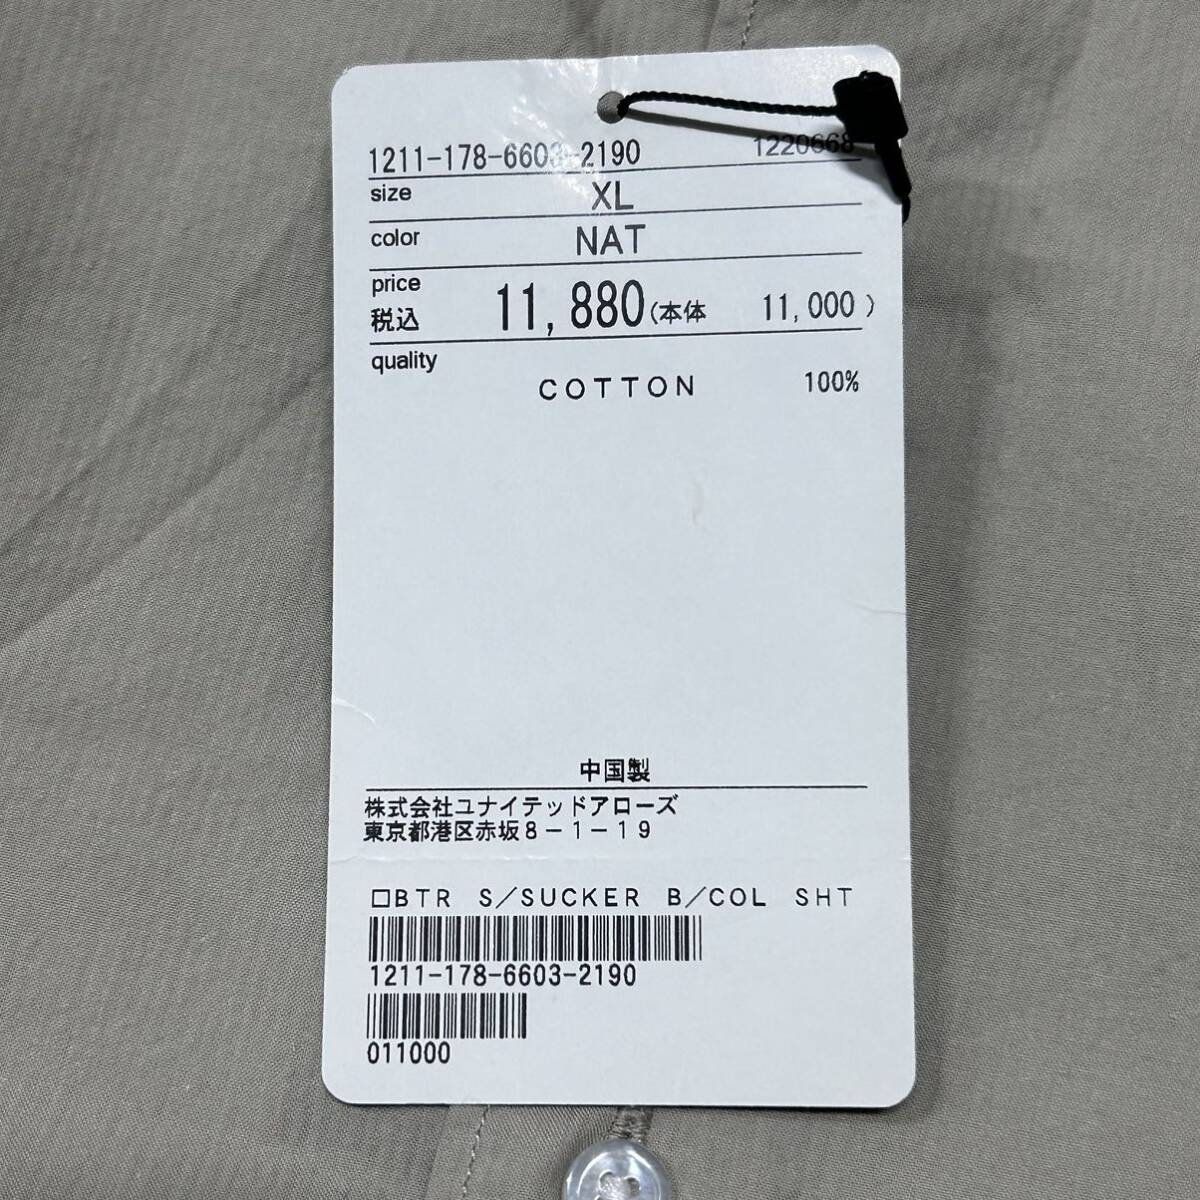 1211-178-6603-2190 1220668
size XL
color NAT
price
税込 11,880(本体 11,000)
quality
COTTON 100%
中国製
株式会社ユナイテッドアローズ
東京都港区赤坂8-1-19
□BTR S/SUCKER B/COL SHT
1211-178-6603-2190
011000